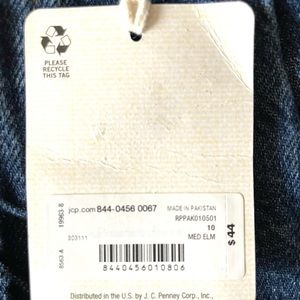 PLEASE
RECYCLE
THIS TAG
jcp.com 844-0456 0067
MADE IN PAKISTAN
RPPAK010501
10
MED ELM
$44
8440456010806
19963 8
8563 A
Distributed in the U.S. by J. C. Penney Corp., Inc.,